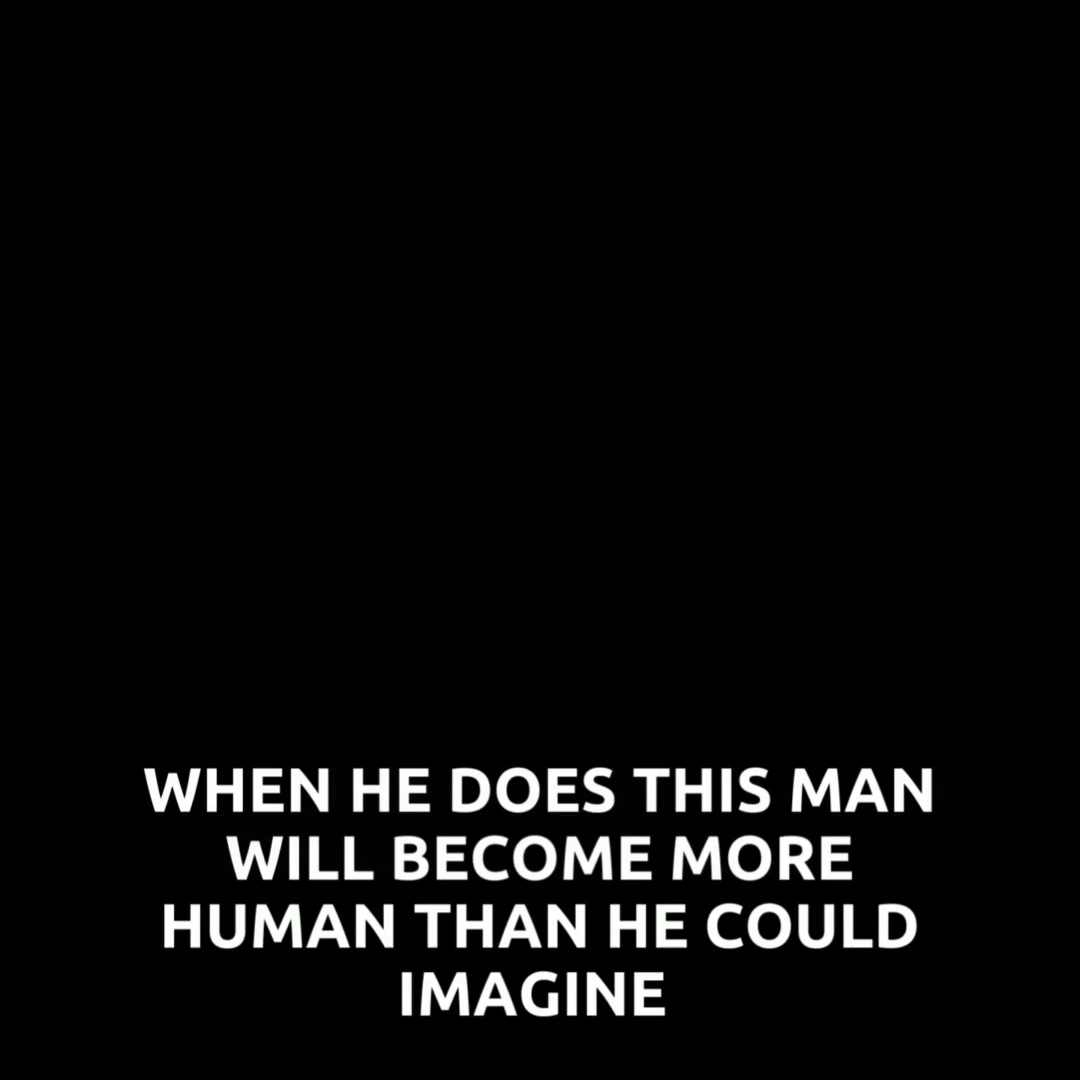 WHEN HE DOES THIS MAN
WILL BECOME MORE
HUMAN THAN HE COULD
IMAGINE